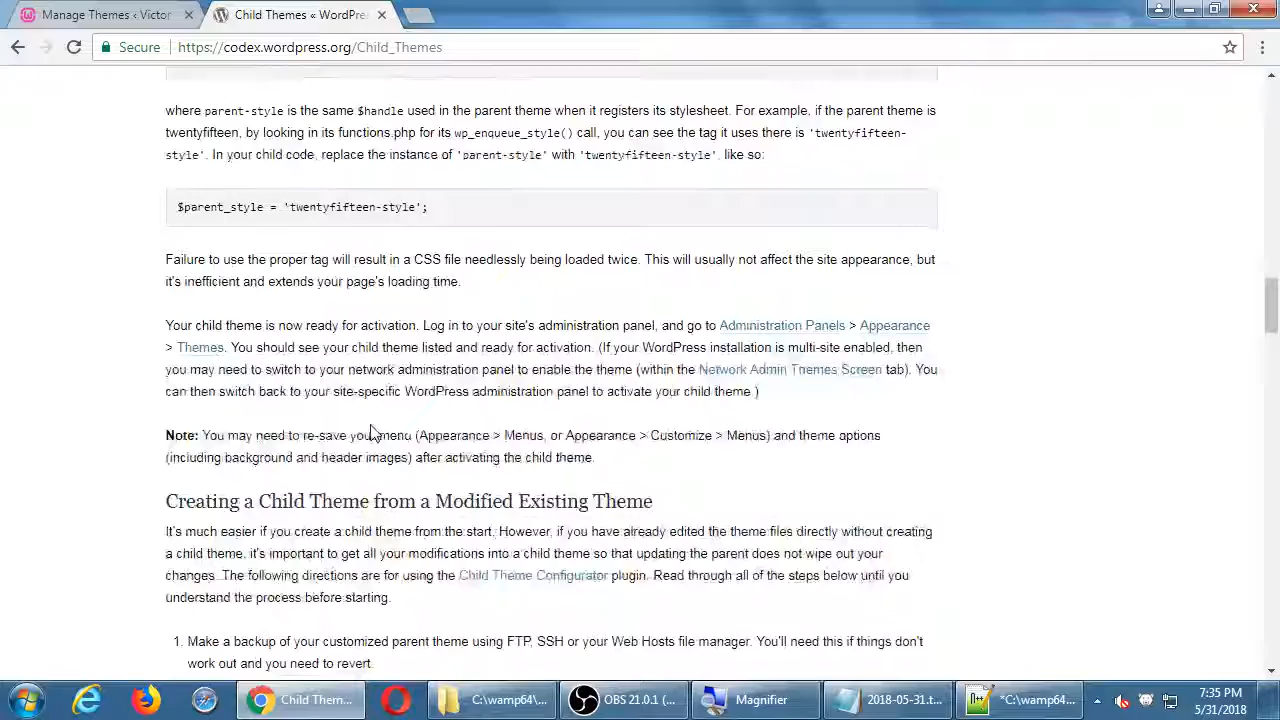 Manage Themes ‹ Victor
Child Themes « WordPre
Secure
https://codex.wordpress.org/Child_Themes
where parent-style is the same $handle used in the parent theme when it registers its stylesheet. For example, if the parent theme is
twentyfifteen, by looking in its functions.php for its wp_enqueue_style() call, you can see the tag it uses there is 'twentyfifteen-
style'. In your child code, replace the instance of 'parent-style' with 'twentyfifteen-style', like so:
$parent_style = 'twentyfifteen-style';
Failure to use the proper tag will result in a CSS file needlessly being loaded twice. This will usually not affect the site appearance, but
it's inefficient and extends your page's loading time.
Your child theme is now ready for activation. Log in to your site's administration panel, and go to Administration Panels > Appearance
> Themes. You should see your child theme listed and ready for activation. (If your WordPress installation is multi-site enabled, then
you may need to switch to your network administration panel to enable the theme (within the Network Admin Themes Screen tab). You
can then switch back to your site-specific WordPress administration panel to activate your child theme.)
Note: You may need to re-save your menu (Appearance > Menus, or Appearance > Customize > Menus) and theme options
(including background and header images) after activating the child theme.
Creating a Child Theme from a Modified Existing Theme
It's much easier if you create a child theme from the start. However, if you have already edited the theme files directly without creating
a child theme, it's important to get all your modifications into a child theme so that updating the parent does not wipe out your
changes. The following directions are for using the Child Theme Configurator plugin. Read through all of the steps below until you
understand the process before starting.
1. Make a backup of your customized parent theme using FTP, SSH or your Web Hosts file manager. You'll need this if things don't
work out and you need to revert.
Child Them...
C:\wamp64\...
OBS 21.0.1 (...
Magnifier
2018-05-31.t...
*C:\wamp64...
7:35 PM
5/31/2018